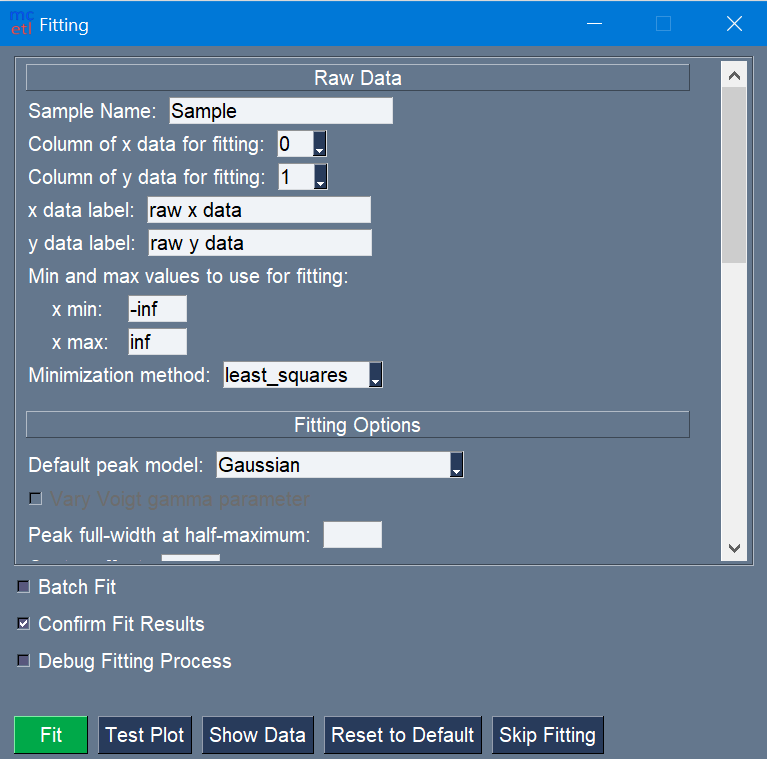 mc
etl Fitting
Raw Data
Sample Name: Sample
Column of x data for fitting: 0
Column of y data for fitting: 1
x data label: raw x data
y data label: raw y data
Min and max values to use for fitting:
x min: -inf
x max: inf
Minimization method: least_squares
Fitting Options
Default peak model: Gaussian
Vary Voigt gamma parameter
Peak full-width at half-maximum:
Batch Fit
Confirm Fit Results
Debug Fitting Process
Fit Test Plot Show Data Reset to Default Skip Fitting